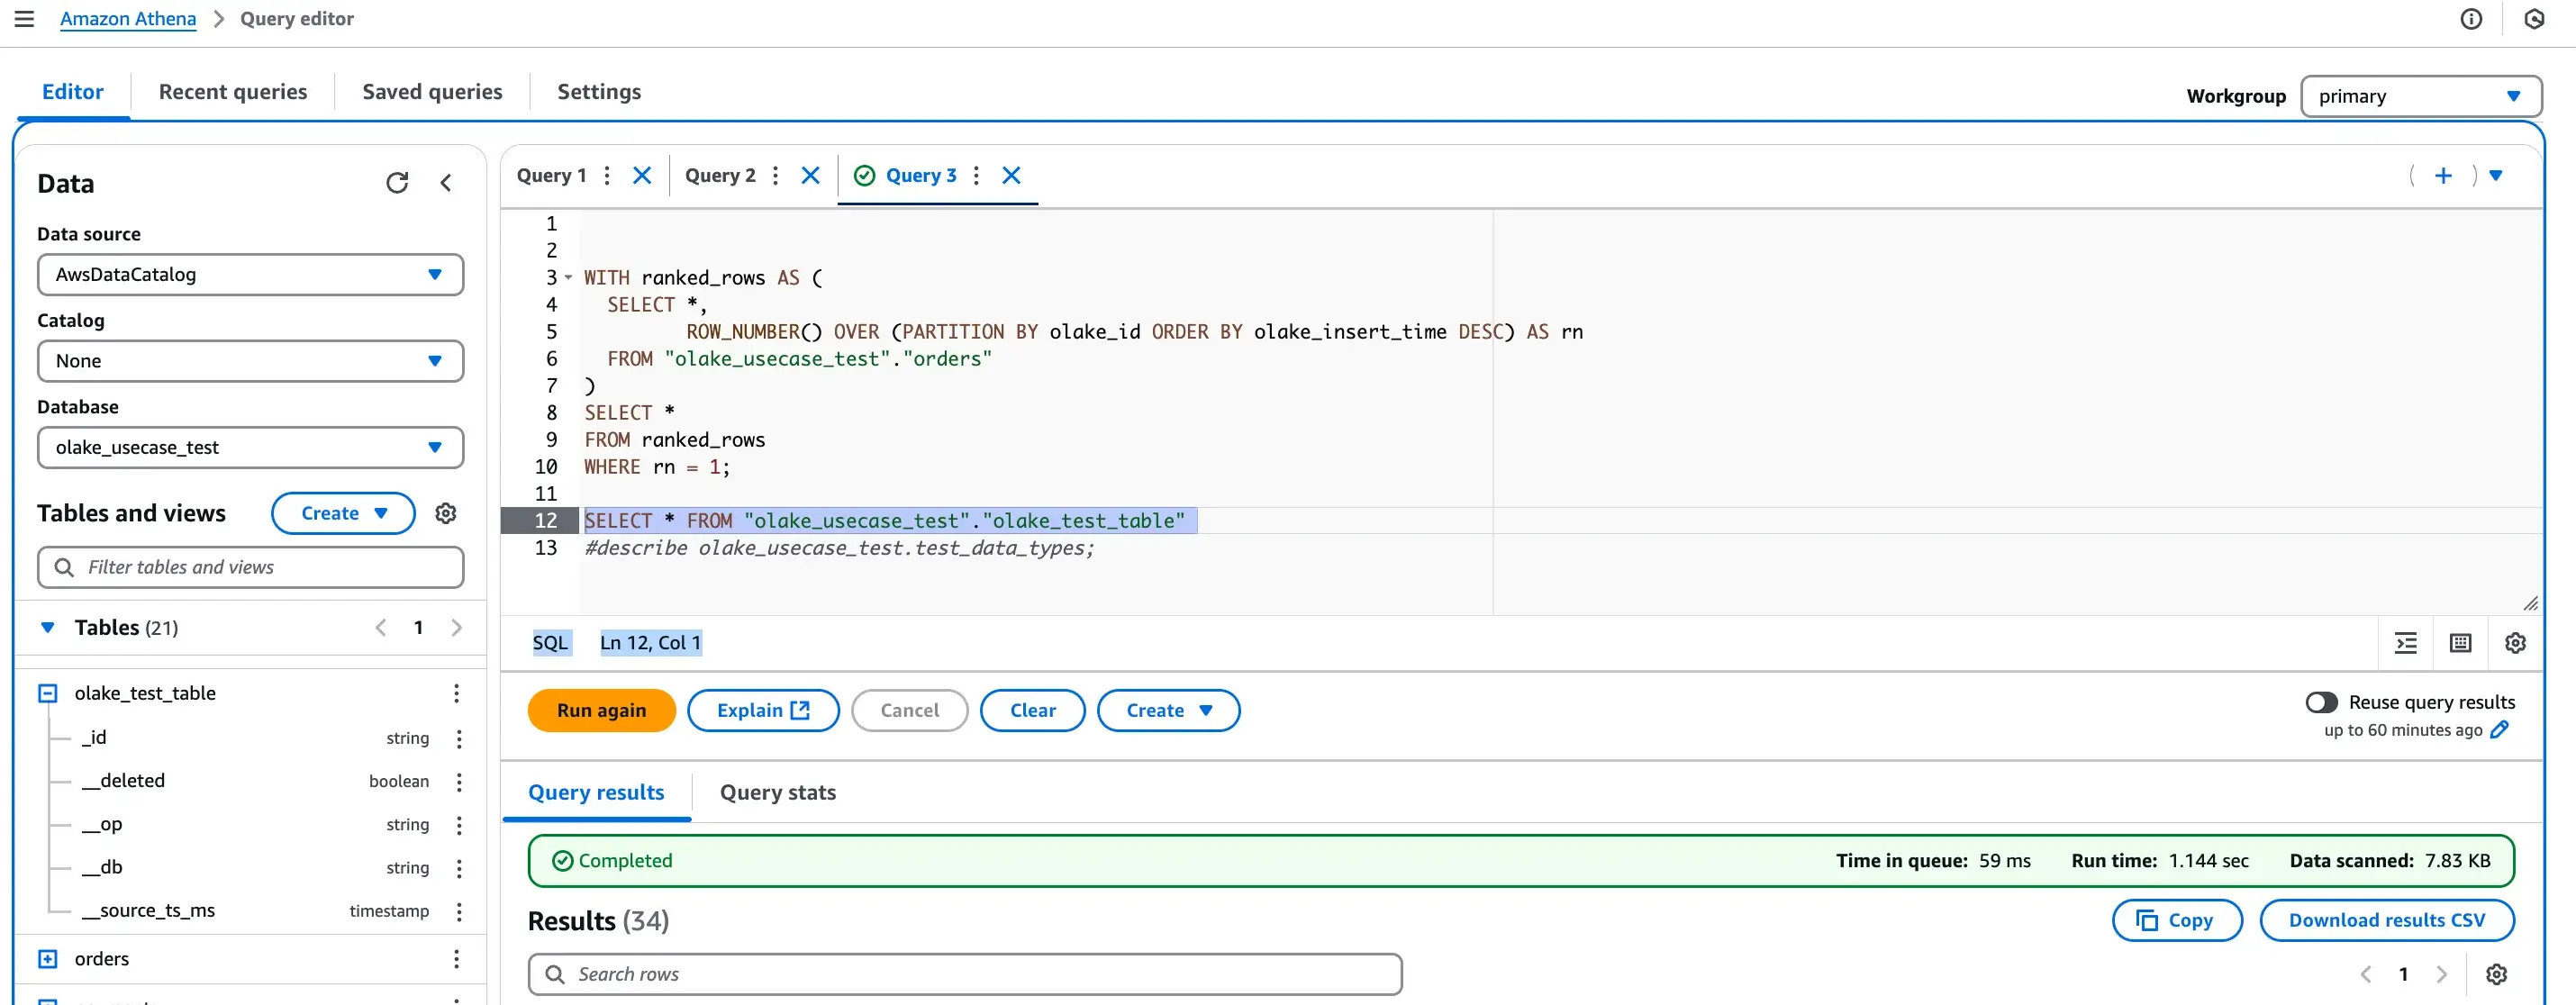 Amazon Athena > Query editor
Editor
Recent queries
Saved queries
Settings
Workgroup
primary
Data
Data source
AwsDataCatalog
Catalog
None
Database
olake_usecase_test
Tables and views
Create
Filter tables and views
Tables (21)
< 1 >
olake_test_table
_id string
__deleted boolean
__op string
__db string
__source_ts_ms timestamp
orders
Query 1
Query 2
Query 3
1
2
3 WITH ranked_rows AS (
4 SELECT *,
5 ROW_NUMBER() OVER (PARTITION BY olake_id ORDER BY olake_insert_time DESC) AS rn
6 FROM "olake_usecase_test"."orders"
7 )
8 SELECT *
9 FROM ranked_rows
10 WHERE rn = 1;
11
12 SELECT * FROM "olake_usecase_test"."olake_test_table"
13 #describe olake_usecase_test.test_data_types;
SQL Ln 12, Col 1
Run again
Explain
Cancel
Clear
Create
Reuse query results
up to 60 minutes ago
Query results
Query stats
Completed
Time in queue: 59 ms Run time: 1.144 sec Data scanned: 7.83 KB
Results (34)
Copy
Download results CSV
Search rows
< 1 >